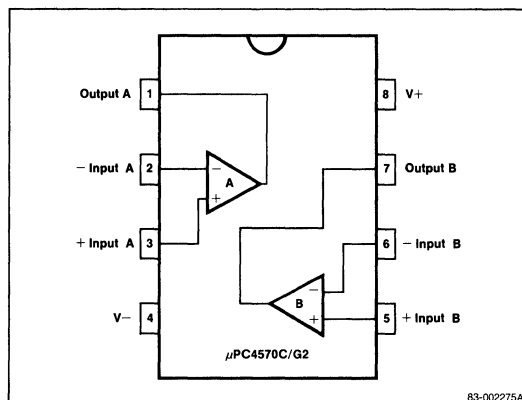 Output A 1
8 V+
− Input A 2
− A
7 Output B
+ Input A 3
+
6 − Input B
V− 4
− B
+
5 + Input B
μPC4570C/G2
83-002275A